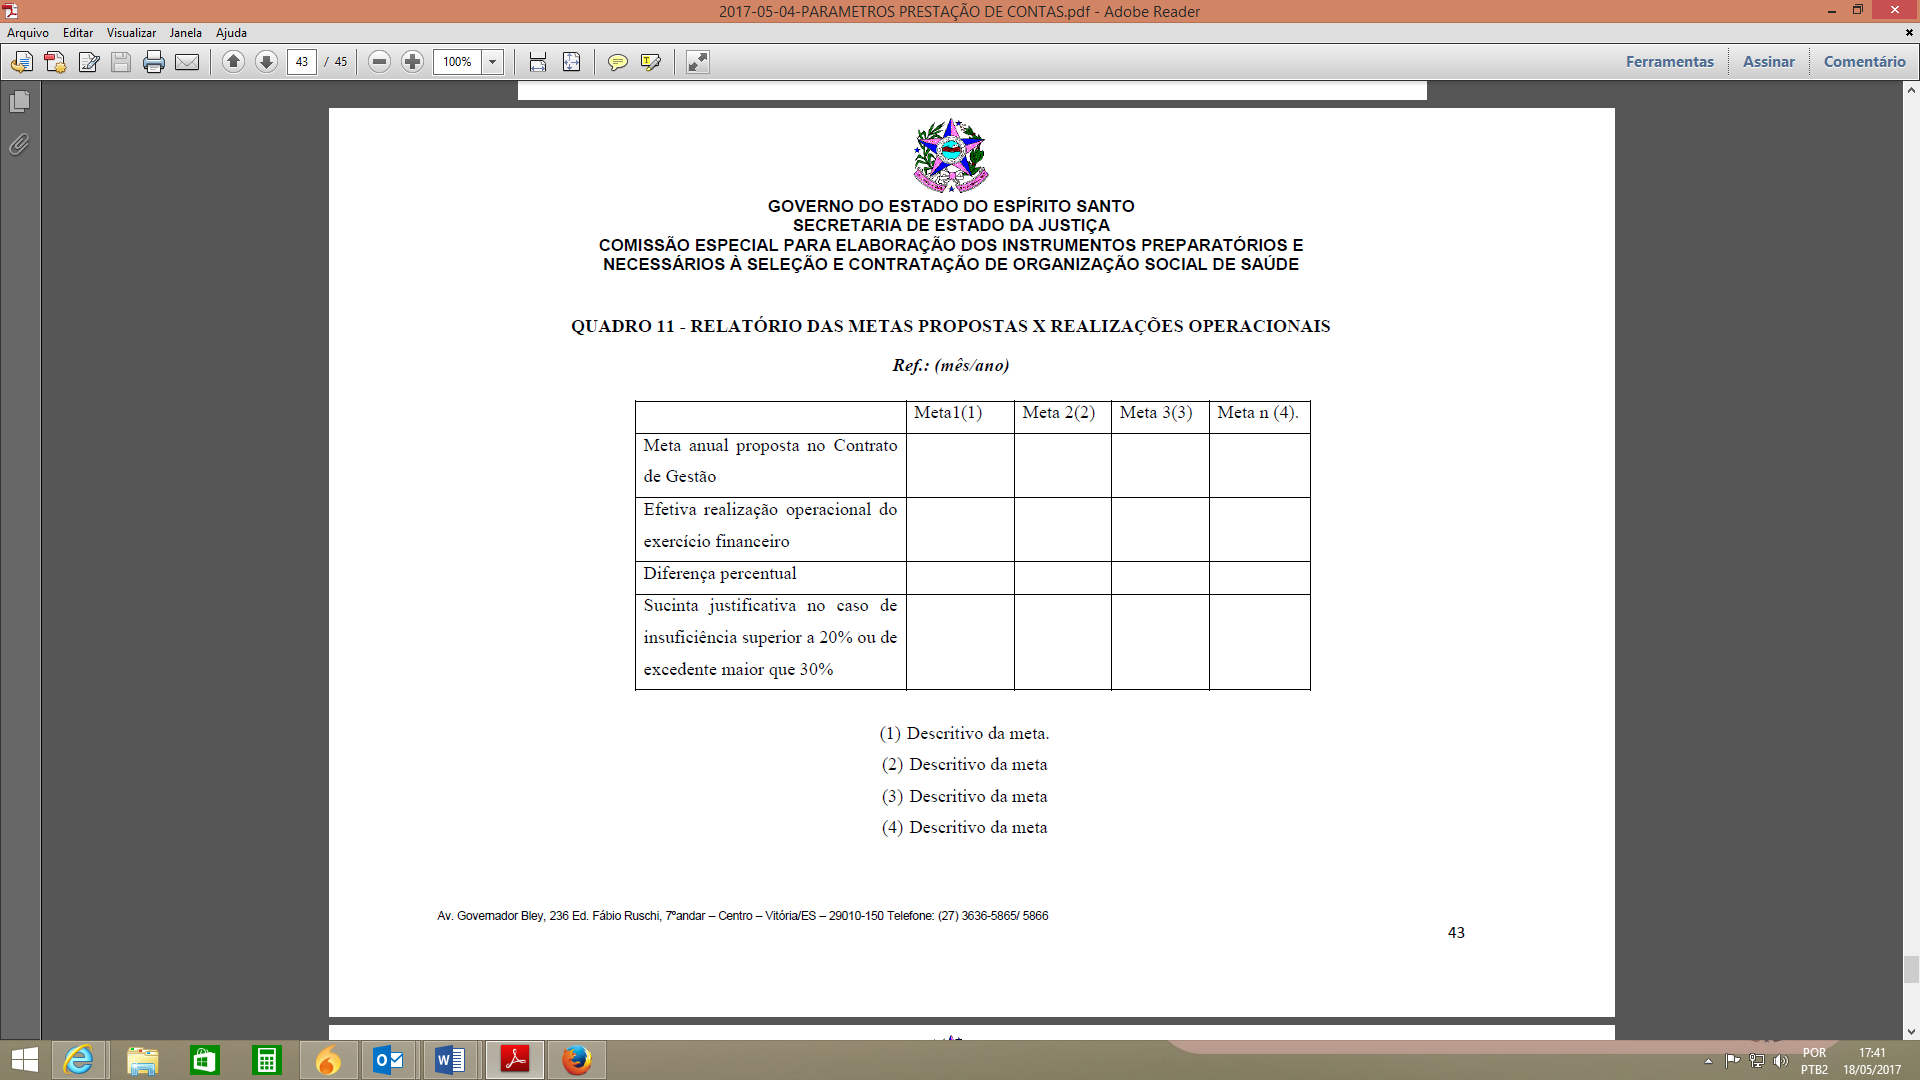 2017-05-04-PARAMETROS PRESTAÇÃO DE CONTAS.pdf - Adobe Reader
Arquivo Editar Visualizar Janela Ajuda
43 / 45 100% Ferramentas Assinar Comentário
GOVERNO DO ESTADO DO ESPÍRITO SANTO
SECRETARIA DE ESTADO DA JUSTIÇA
COMISSÃO ESPECIAL PARA ELABORAÇÃO DOS INSTRUMENTOS PREPARATÓRIOS E
NECESSÁRIOS À SELEÇÃO E CONTRATAÇÃO DE ORGANIZAÇÃO SOCIAL DE SAÚDE
QUADRO 11 - RELATÓRIO DAS METAS PROPOSTAS X REALIZAÇÕES OPERACIONAIS
Ref.: (mês/ano)
Meta1(1) Meta 2(2) Meta 3(3) Meta n (4).
Meta anual proposta no Contrato
de Gestão
Efetiva realização operacional do
exercício financeiro
Diferença percentual
Sucinta justificativa no caso de
insuficiência superior a 20% ou de
excedente maior que 30%
(1) Descritivo da meta.
(2) Descritivo da meta
(3) Descritivo da meta
(4) Descritivo da meta
Av. Governador Bley, 236 Ed. Fábio Ruschi, 7ºandar – Centro – Vitória/ES – 29010-150 Telefone: (27) 3636-5865/ 5866
43
POR 17:41
PTB2 18/05/2017